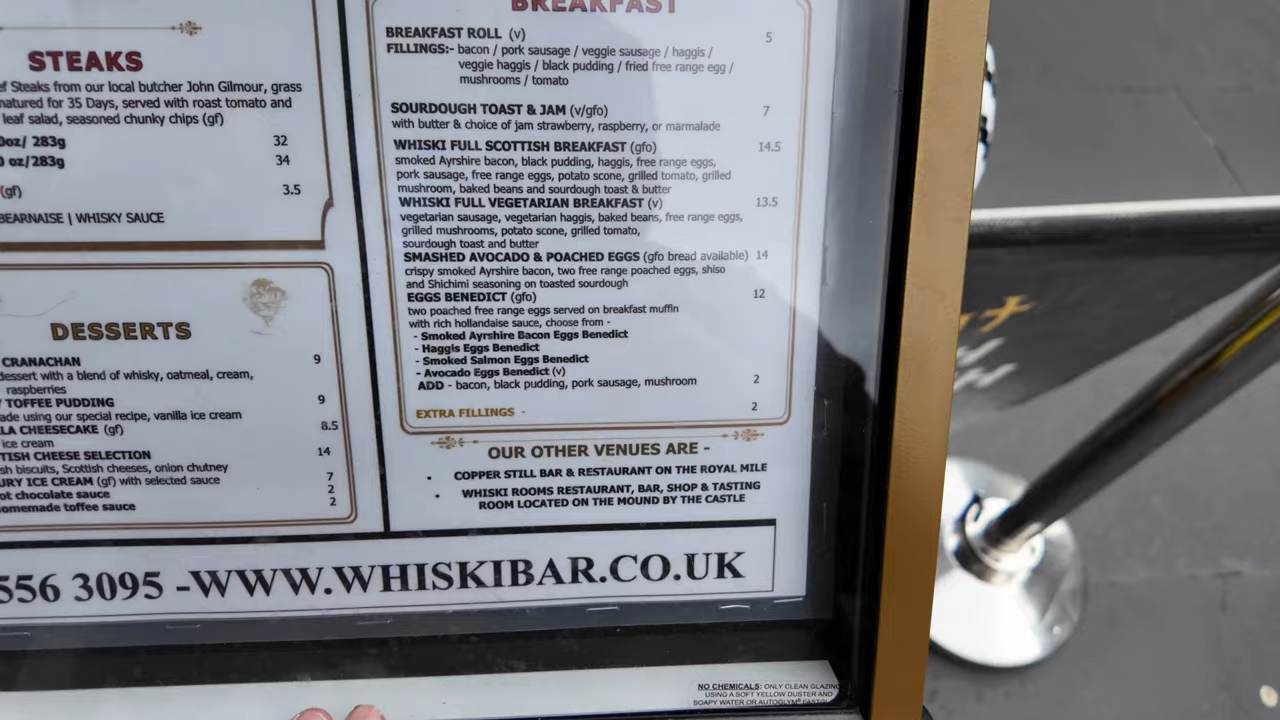 STEAKS
ef Steaks from our local butcher John Gilmour, grass
matured for 35 Days, served with roast tomato and
leaf salad, seasoned chunky chips (gf)
0oz/ 283g 32
0 oz/283g 34
(gf) 3.5
BEARNAISE | WHISKY SAUCE
DESSERTS
CRANACHAN 9
dessert with a blend of whisky, oatmeal, cream,
raspberries
TOFFEE PUDDING 9
ade using our special recipe, vanilla ice cream
LA CHEESECAKE (gf) 8.5
ice cream
TISH CHEESE SELECTION 14
sh biscuits, Scottish cheeses, onion chutney
URY ICE CREAM (gf) with selected sauce 7
ot chocolate sauce 2
omemade toffee sauce 2
BREAKFAST
BREAKFAST ROLL (v) 5
FILLINGS:- bacon / pork sausage / veggie sausage / haggis /
veggie haggis / black pudding / fried free range egg /
mushrooms / tomato
SOURDOUGH TOAST & JAM (v/gfo) 7
with butter & choice of jam strawberry, raspberry, or marmalade
WHISKI FULL SCOTTISH BREAKFAST (gfo) 14.5
smoked Ayrshire bacon, black pudding, haggis, free range eggs,
pork sausage, free range eggs, potato scone, grilled tomato, grilled
mushroom, baked beans and sourdough toast & butter
WHISKI FULL VEGETARIAN BREAKFAST (v) 13.5
vegetarian sausage, vegetarian haggis, baked beans, free range eggs,
grilled mushrooms, potato scone, grilled tomato,
sourdough toast and butter
SMASHED AVOCADO & POACHED EGGS (gfo bread available) 14
crispy smoked Ayrshire bacon, two free range poached eggs, shiso
and Shichimi seasoning on toasted sourdough
EGGS BENEDICT (gfo) 12
two poached free range eggs served on breakfast muffin
with rich hollandaise sauce, choose from -
- Smoked Ayrshire Bacon Eggs Benedict
- Haggis Eggs Benedict
- Smoked Salmon Eggs Benedict
- Avocado Eggs Benedict (v)
ADD - bacon, black pudding, pork sausage, mushroom 2
EXTRA FILLINGS - 2
OUR OTHER VENUES ARE -
• COPPER STILL BAR & RESTAURANT ON THE ROYAL MILE
• WHISKI ROOMS RESTAURANT, BAR, SHOP & TASTING
ROOM LOCATED ON THE MOUND BY THE CASTLE
556 3095 -WWW.WHISKIBAR.CO.UK
NO CHEMICALS: ONLY CLEAN GLAZING
USING A SOFT YELLOW DUSTER AND
SOAPY WATER OR AUTOGLYM®